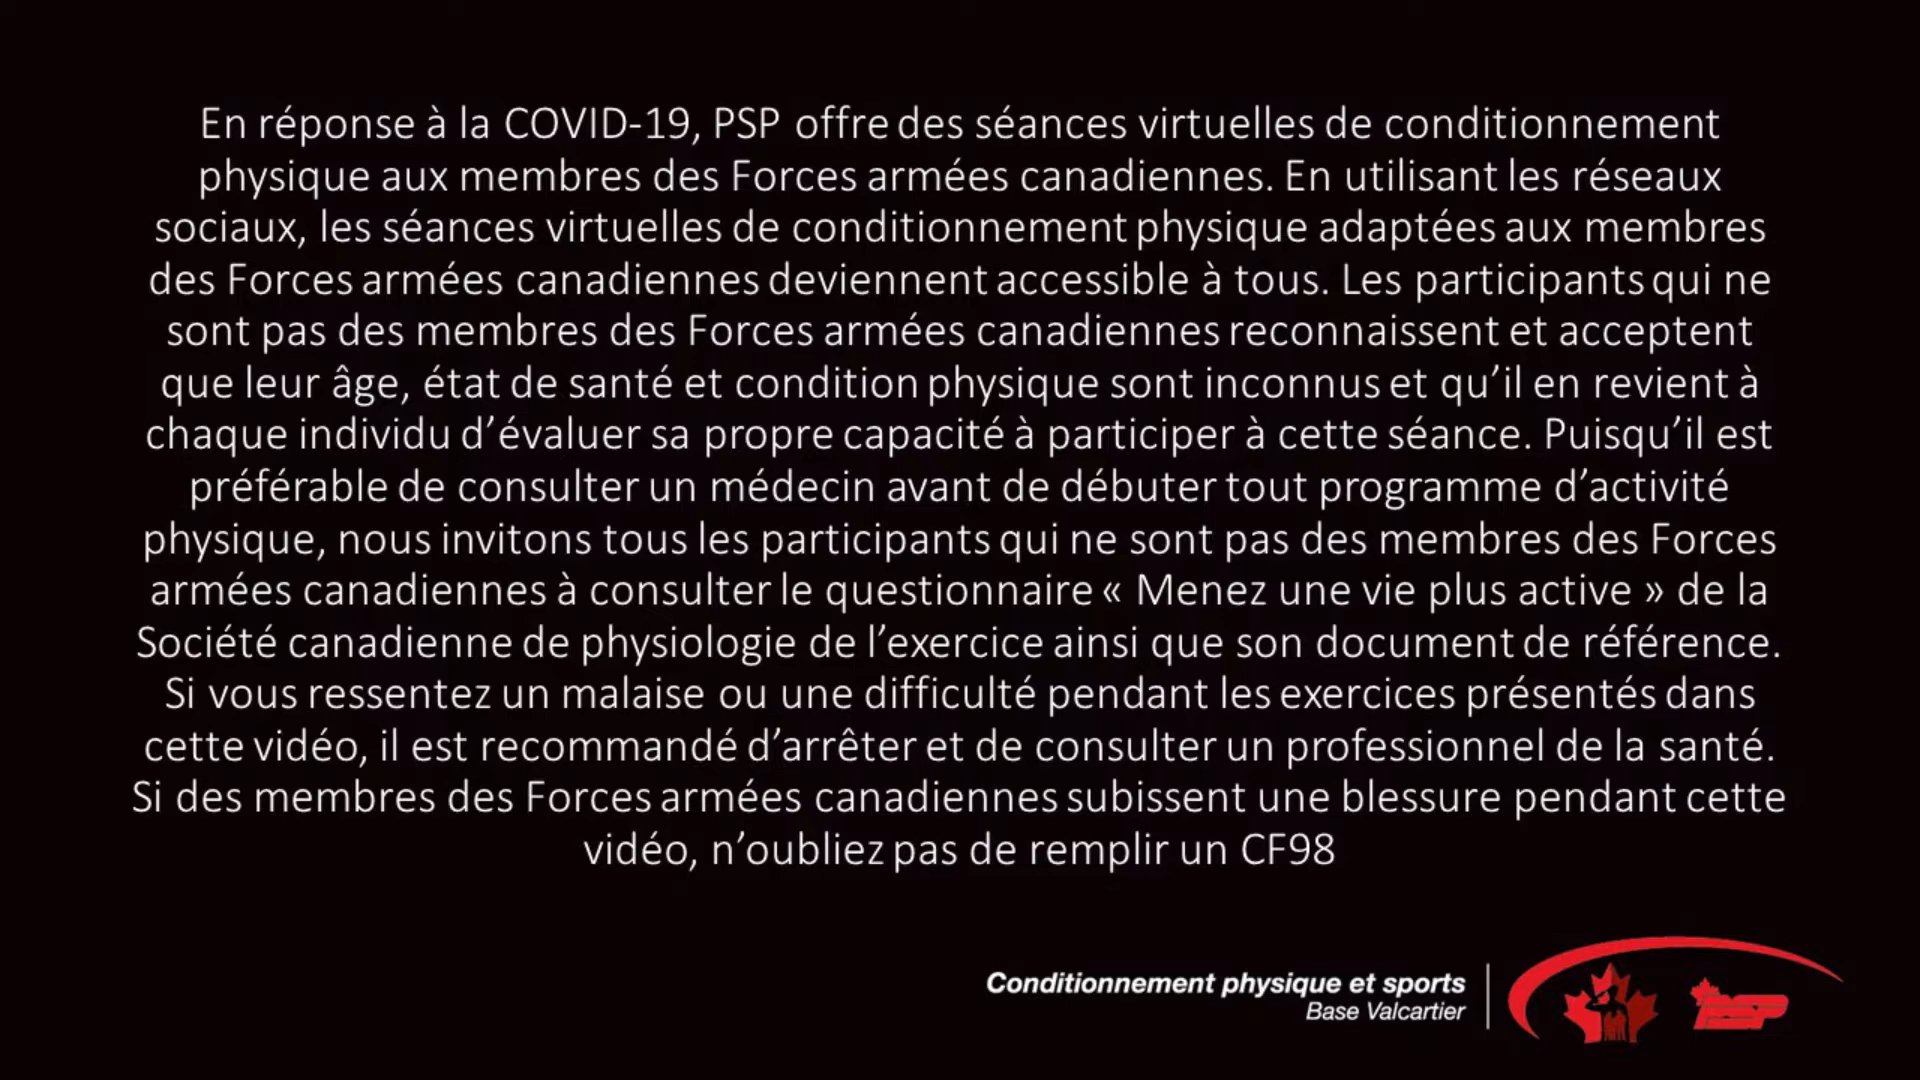 En réponse à la COVID-19, PSP offre des séances virtuelles de conditionnement
physique aux membres des Forces armées canadiennes. En utilisant les réseaux
sociaux, les séances virtuelles de conditionnement physique adaptées aux membres
des Forces armées canadiennes deviennent accessible à tous. Les participants qui ne
sont pas des membres des Forces armées canadiennes reconnaissent et acceptent
que leur âge, état de santé et condition physique sont inconnus et qu’il en revient à
chaque individu d’évaluer sa propre capacité à participer à cette séance. Puisqu’il est
préférable de consulter un médecin avant de débuter tout programme d’activité
physique, nous invitons tous les participants qui ne sont pas des membres des Forces
armées canadiennes à consulter le questionnaire « Menez une vie plus active » de la
Société canadienne de physiologie de l’exercice ainsi que son document de référence.
Si vous ressentez un malaise ou une difficulté pendant les exercices présentés dans
cette vidéo, il est recommandé d’arrêter et de consulter un professionnel de la santé.
Si des membres des Forces armées canadiennes subissent une blessure pendant cette
vidéo, n’oubliez pas de remplir un CF98
Conditionnement physique et sports
Base Valcartier
PSP